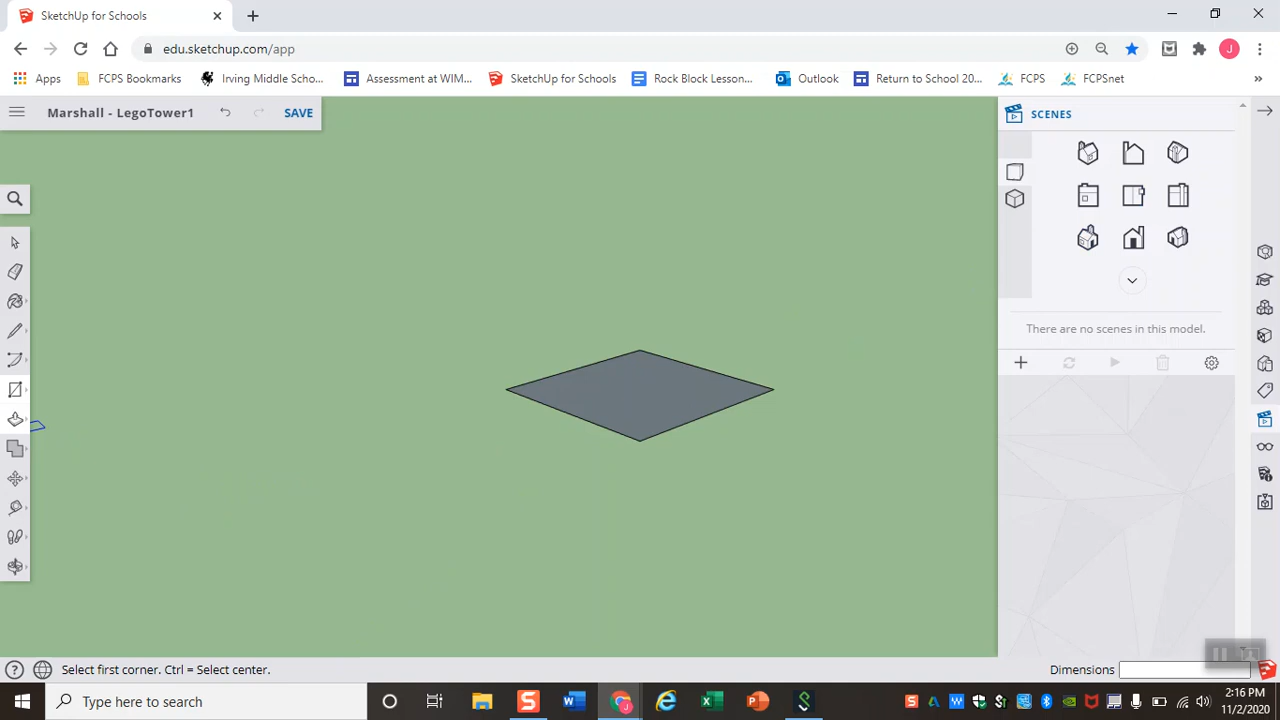 SketchUp for Schools
edu.sketchup.com/app
Apps
FCPS Bookmarks
Irving Middle Scho...
Assessment at WIM...
SketchUp for Schools
Rock Block Lesson...
Outlook
Return to School 20...
FCPS
FCPSnet
Marshall - LegoTower1
SAVE
SCENES
There are no scenes in this model.
Select first corner. Ctrl = Select center.
Dimensions
Type here to search
2:16 PM
11/2/2020